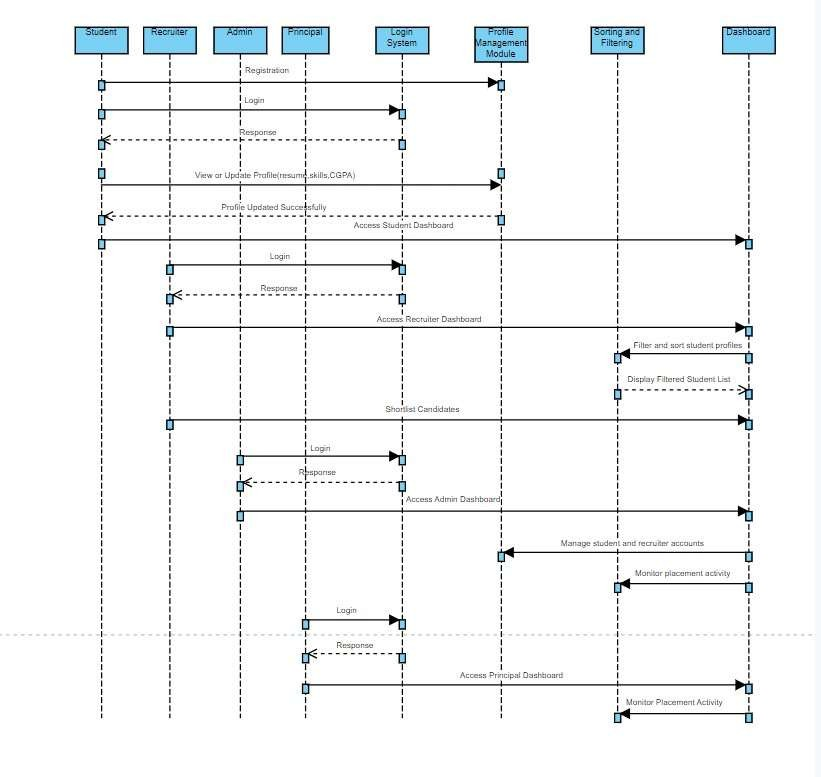 Student
Recruiter
Admin
Principal
Login
System
Profile
Management
Module
Sorting and
Filtering
Dashboard
Registration
Login
Response
View or Update Profile(resume,skills,CGPA)
Profile Updated Successfully
Access Student Dashboard
Login
Response
Access Recruiter Dashboard
Filter and sort student profiles
Display Filtered Student List
Shortlist Candidates
Login
Response
Access Admin Dashboard
Manage student and recruiter accounts
Monitor placement activity
Login
Response
Access Principal Dashboard
Monitor Placement Activity